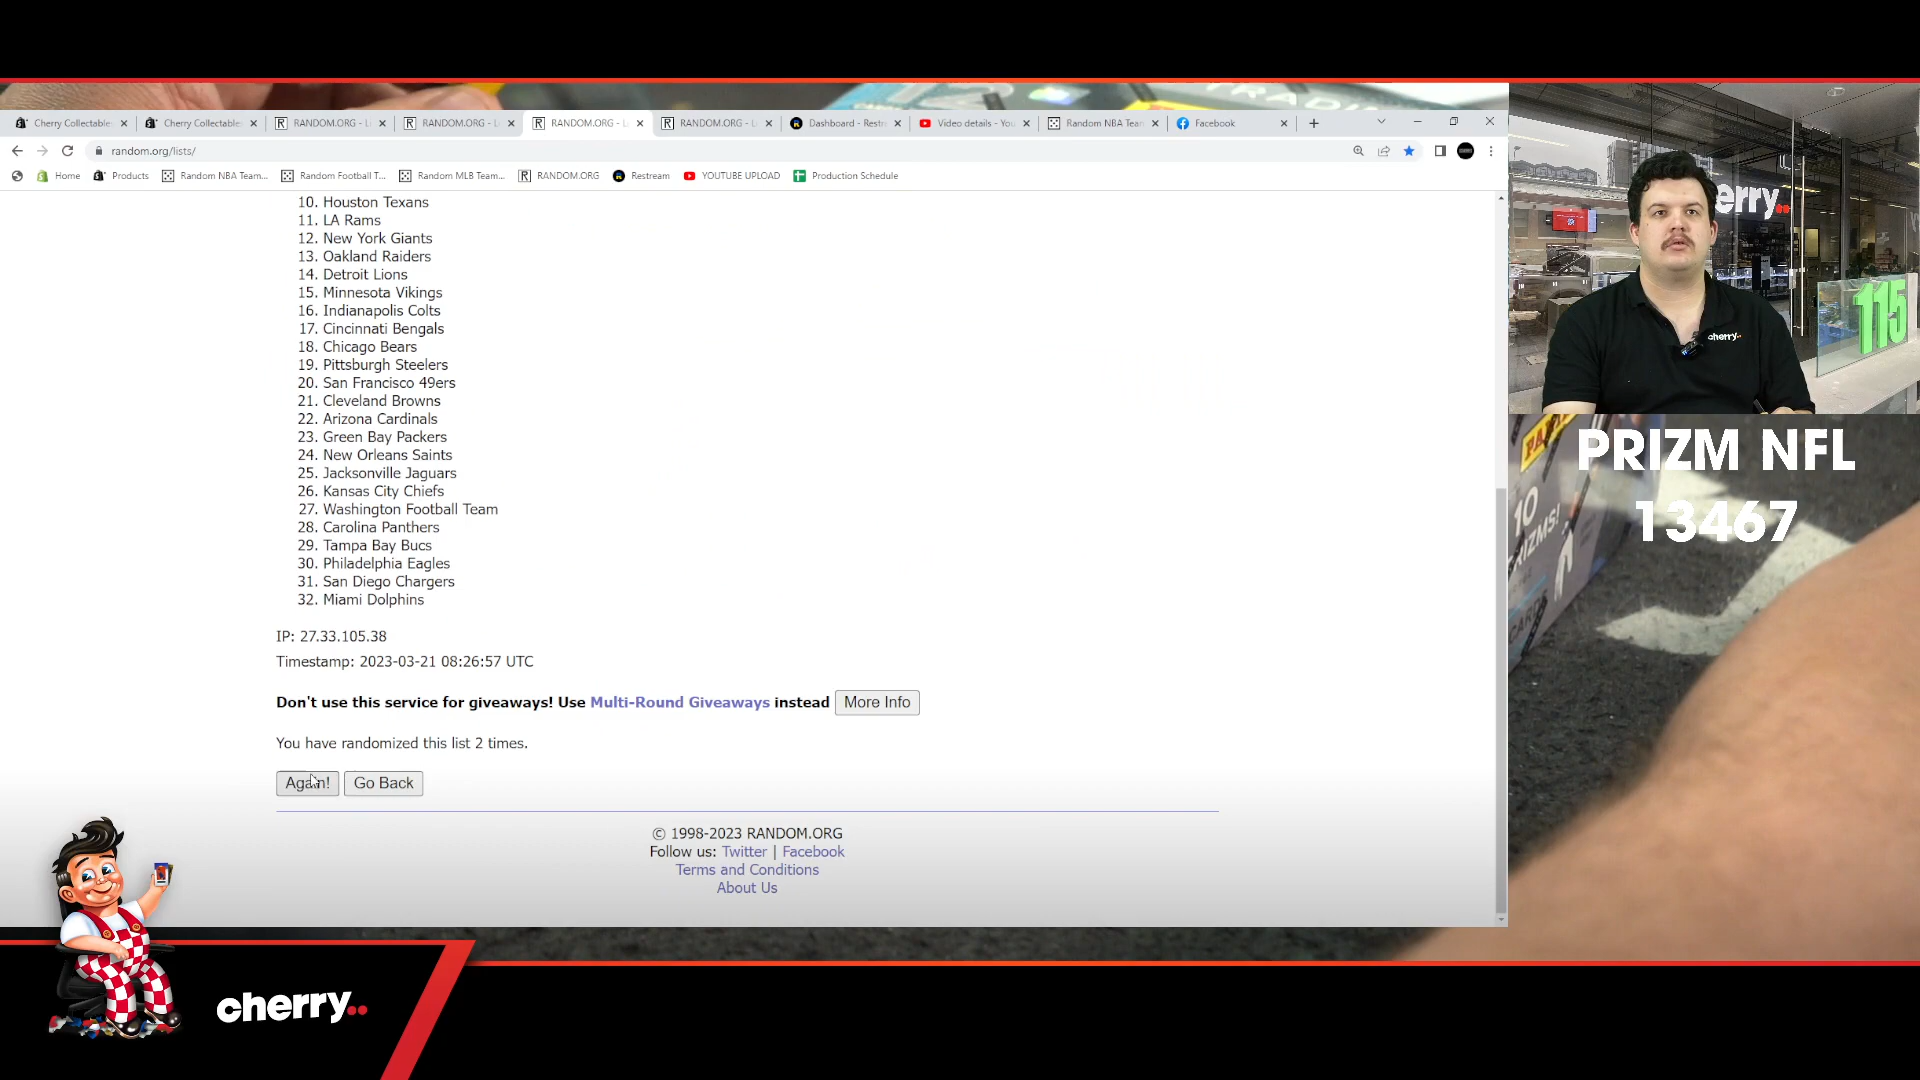 Cherry Collectable
Cherry Collectable
RANDOM.ORG - Li
RANDOM.ORG - Li
RANDOM.ORG - Li
RANDOM.ORG - Li
Dashboard - Restr
Video details - You
Random NBA Team
Facebook
random.org/lists/
Home
Products
Random NBA Team...
Random Football T...
Random MLB Team...
RANDOM.ORG
Restream
YOUTUBE UPLOAD
Production Schedule
10. Houston Texans
11. LA Rams
12. New York Giants
13. Oakland Raiders
14. Detroit Lions
15. Minnesota Vikings
16. Indianapolis Colts
17. Cincinnati Bengals
18. Chicago Bears
19. Pittsburgh Steelers
20. San Francisco 49ers
21. Cleveland Browns
22. Arizona Cardinals
23. Green Bay Packers
24. New Orleans Saints
25. Jacksonville Jaguars
26. Kansas City Chiefs
27. Washington Football Team
28. Carolina Panthers
29. Tampa Bay Bucs
30. Philadelphia Eagles
31. San Diego Chargers
32. Miami Dolphins
IP: 27.33.105.38
Timestamp: 2023-03-21 08:26:57 UTC
Don't use this service for giveaways! Use Multi-Round Giveaways instead More Info
You have randomized this list 2 times.
Again! Go Back
© 1998-2023 RANDOM.ORG
Follow us: Twitter | Facebook
Terms and Conditions
About Us
erry..
cherry..
115
PRIZM NFL
13467
10
cherry..